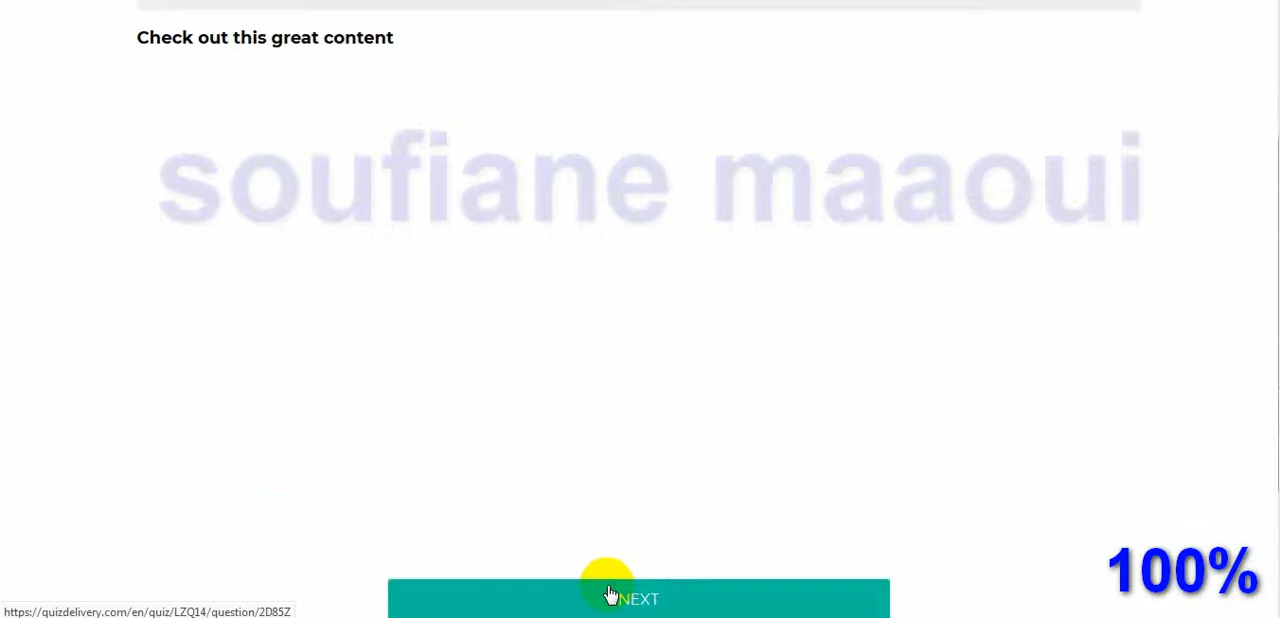 Check out this great content
soufiane maaoui
100%
NEXT
https://quizdelivery.com/en/quiz/LZQ14/question/2D85Z